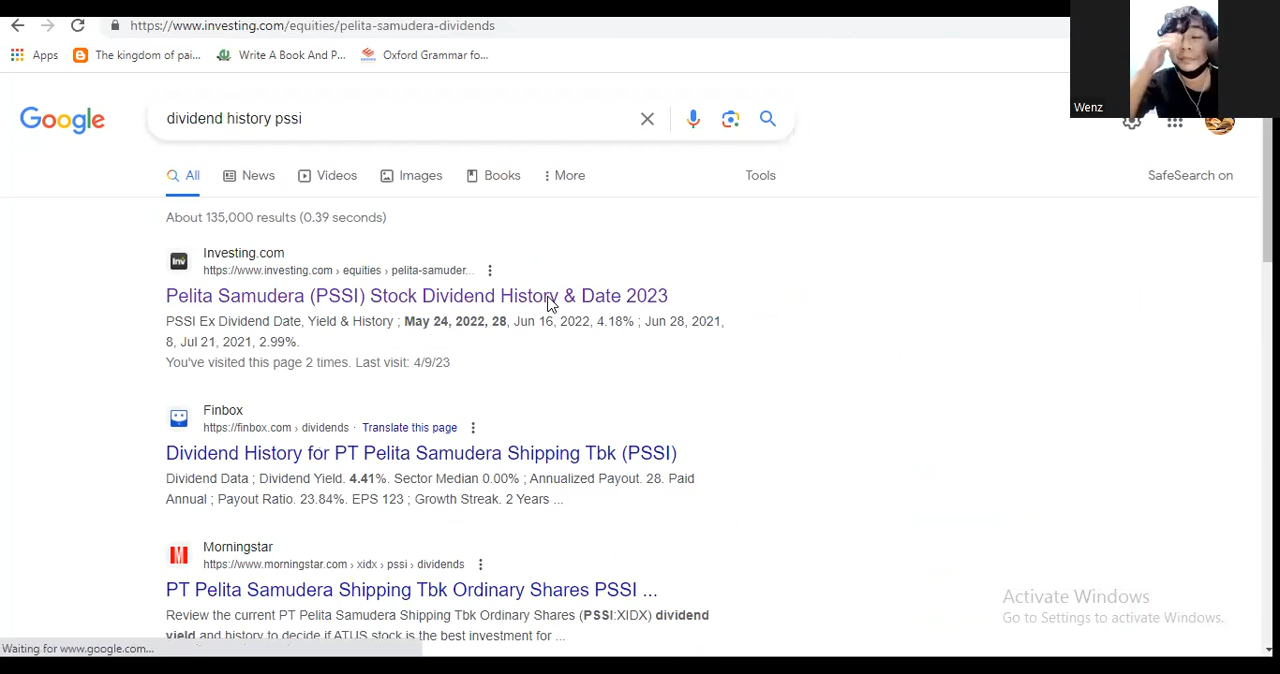 https://www.investing.com/equities/pelita-samudera-dividends
Apps The kingdom of pai... Write A Book And P... Oxford Grammar fo...
Wenz
Google dividend history pssi
All News Videos Images Books More Tools SafeSearch on
About 135,000 results (0.39 seconds)
Inv Investing.com
https://www.investing.com › equities › pelita-samuder...
Pelita Samudera (PSSI) Stock Dividend History & Date 2023
PSSI Ex Dividend Date, Yield & History ; May 24, 2022, 28, Jun 16, 2022, 4.18% ; Jun 28, 2021,
8, Jul 21, 2021, 2.99%.
You've visited this page 2 times. Last visit: 4/9/23
Finbox
https://finbox.com › dividends · Translate this page
Dividend History for PT Pelita Samudera Shipping Tbk (PSSI)
Dividend Data ; Dividend Yield. 4.41%. Sector Median 0.00% ; Annualized Payout. 28. Paid
Annual ; Payout Ratio. 23.84%. EPS 123 ; Growth Streak. 2 Years ...
Morningstar
https://www.morningstar.com › xidx › pssi › dividends
PT Pelita Samudera Shipping Tbk Ordinary Shares PSSI ...
Review the current PT Pelita Samudera Shipping Tbk Ordinary Shares (PSSI:XIDX) dividend
yield and history to decide if ATUS stock is the best investment for ...
Activate Windows
Go to Settings to activate Windows.
Waiting for www.google.com...